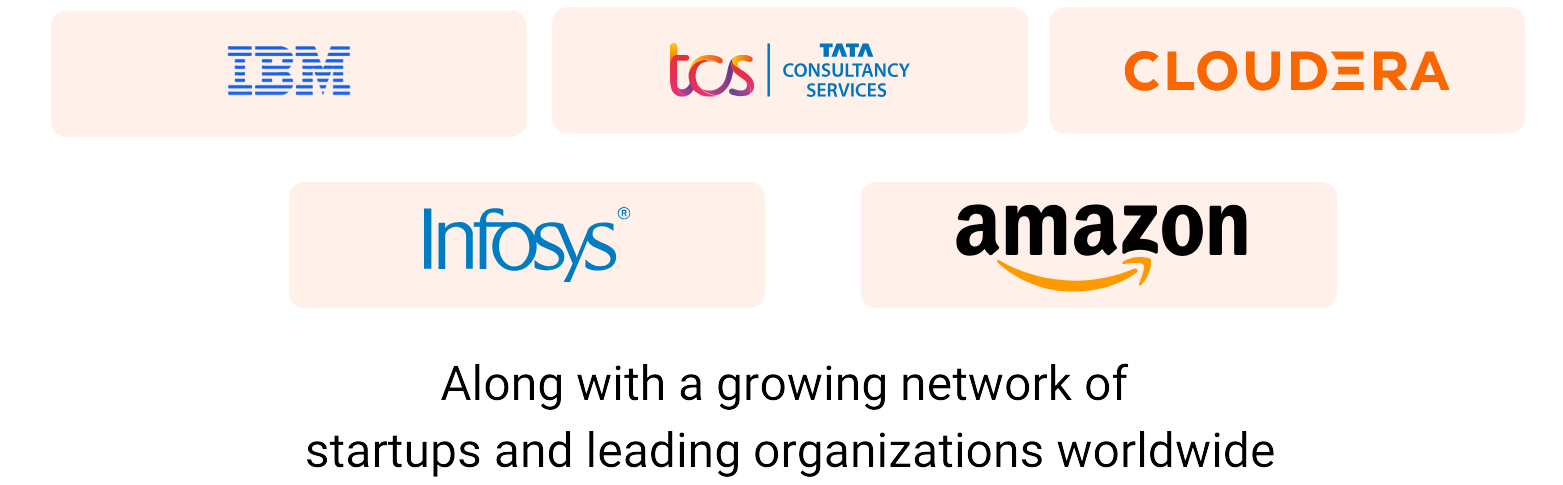 IBM
tcs
TATA
CONSULTANCY
SERVICES
CLOUDERA
Infosys®
amazon
Along with a growing network of
startups and leading organizations worldwide